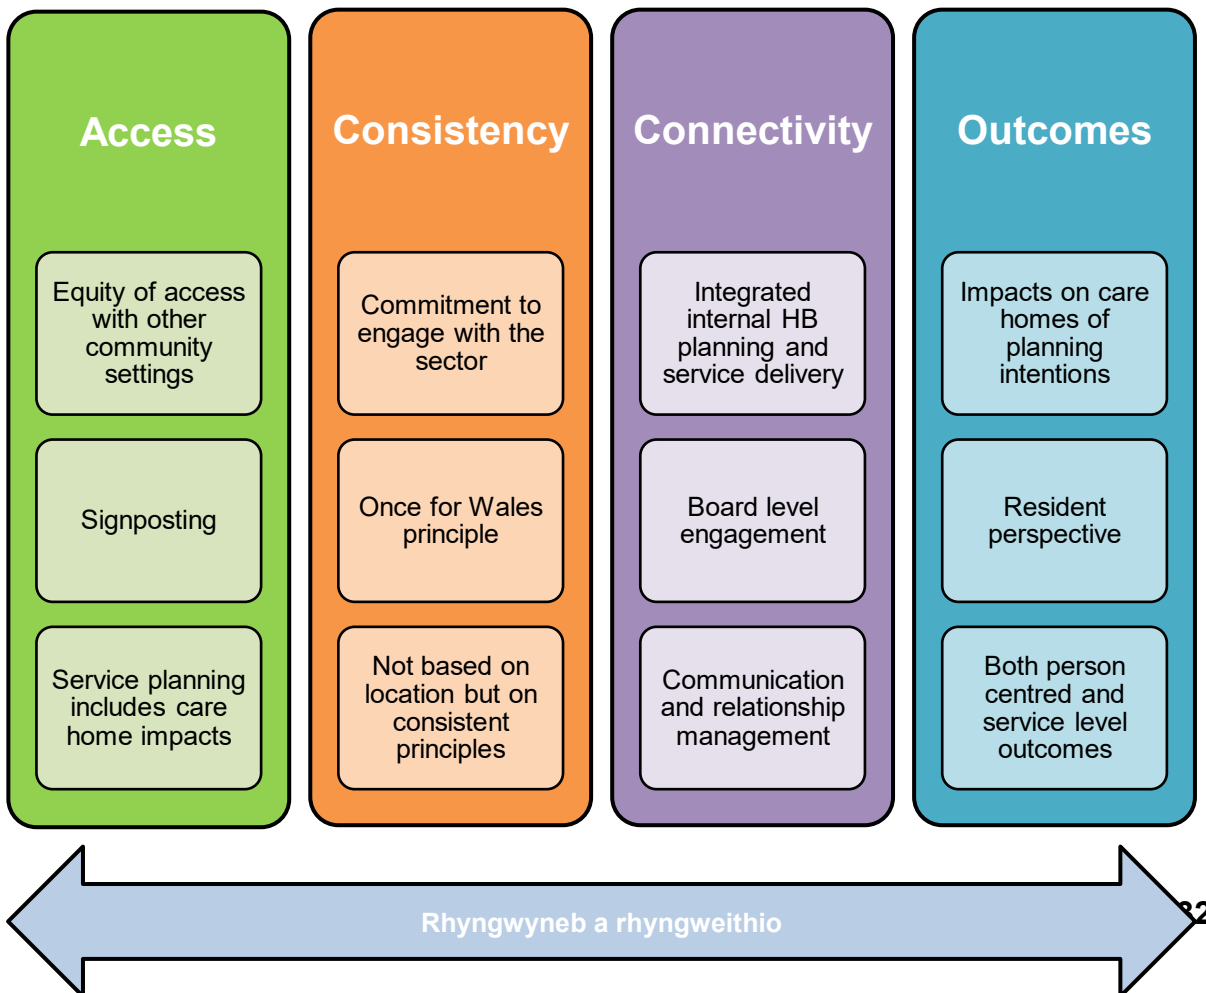 Access
Equity of access
with other
community
settings
Signposting
Service planning
includes care
home impacts
Consistency
Commitment to
engage with the
sector
Once for Wales
principle
Not based on
location but on
consistent
principles
Connectivity
Integrated
internal HB
planning and
service delivery
Board level
engagement
Communication
and relationship
management
Outcomes
Impacts on care
homes of
planning
intentions
Resident
perspective
Both person
centred and
service level
outcomes
Rhyngwyneb a rhyngweithio